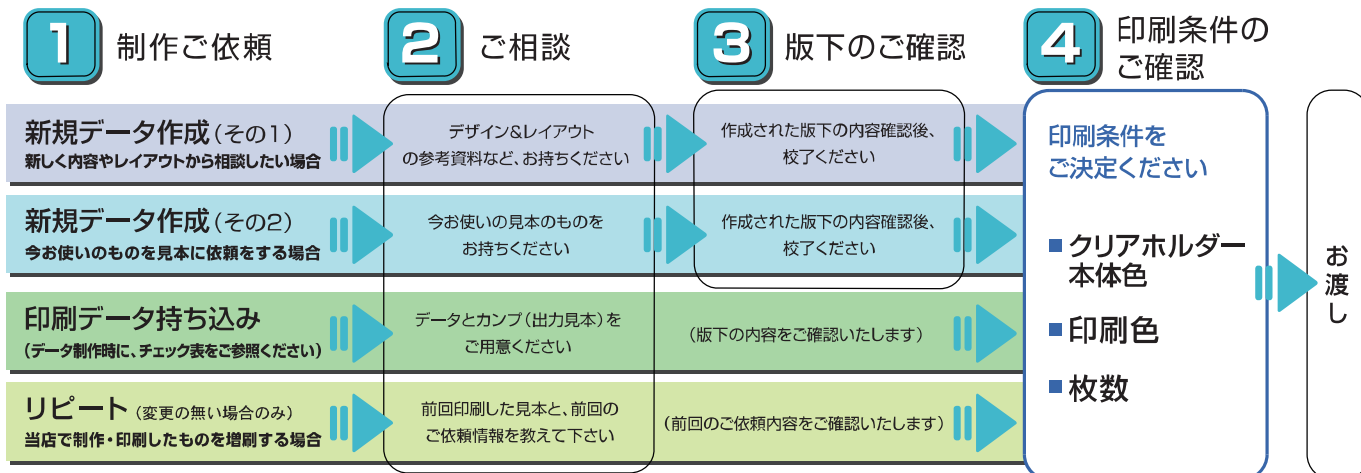 1 制作ご依頼
2 ご相談
3 版下のご確認
4 印刷条件の
ご確認
新規データ作成(その1)
新しく内容やレイアウトから相談したい場合
デザイン&レイアウト
の参考資料など、お持ちください
作成された版下の内容確認後、
校了ください
新規データ作成(その2)
今お使いのものを見本に依頼をする場合
今お使いの見本のものを
お持ちください
作成された版下の内容確認後、
校了ください
印刷データ持ち込み
(データ制作時に、チェック表をご参照ください)
データとカンプ(出力見本)を
ご用意ください
(版下の内容をご確認いたします)
リピート(変更の無い場合のみ)
当店で制作・印刷したものを増刷する場合
前回印刷した見本と、前回の
ご依頼情報を教えて下さい
(前回のご依頼内容をご確認いたします)
印刷条件を
ご決定ください
■クリアホルダー
本体色
■印刷色
■枚数
お渡し